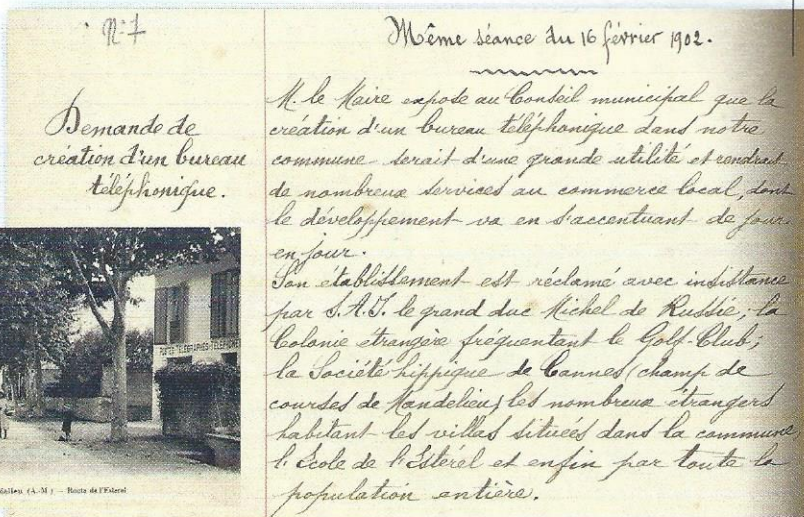 N: 7
Même séance du 16 février 1902.
Demande de
création d'un bureau
téléphonique.
M. le Maire expose au Conseil municipal que la
création d'un bureau téléphonique dans notre
commune serait d'une grande utilité et rendrait
de nombreux services au commerce local, dont
le développement va en s'accentuant de jour
en jour.
Son établissement est réclamé avec insistance
par S.A.I. le grand duc Michel de Russie; la
Colonie étrangère fréquentant le Golf-Club;
la Société hippique de Cannes (champ de
courses de Mandelieu) les nombreux étrangers
habitant les villas situées dans la commune
l'École de l'Estérel et enfin par toute la
population entière.
POSTES TÉLÉGRAPHES TÉLÉPHONE
(A.-M.) — Route de l'Esterel